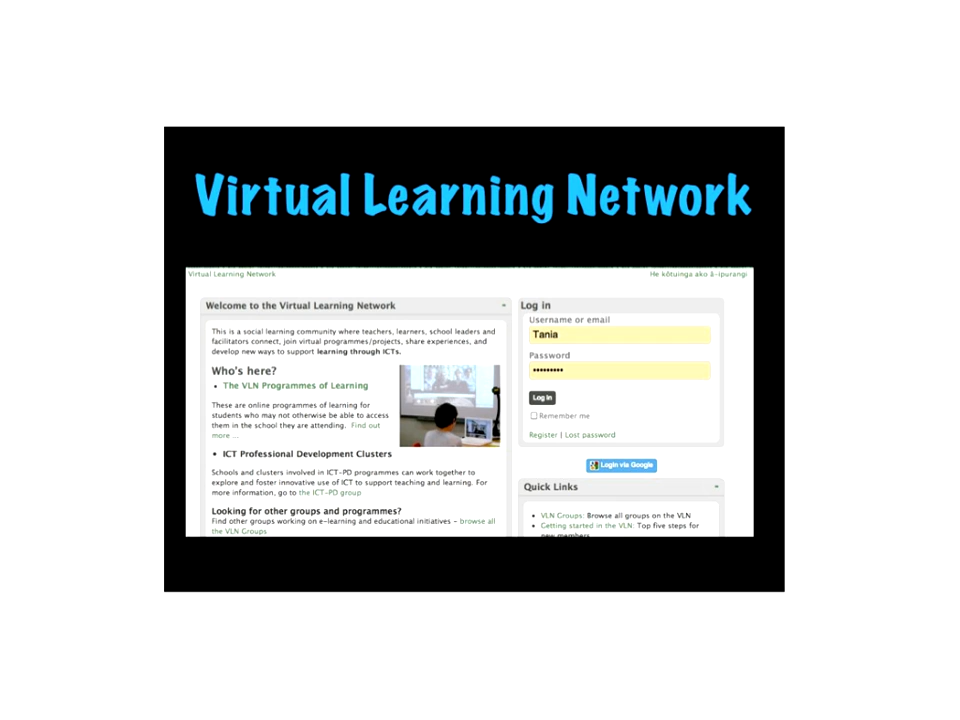 Virtual Learning Network
Virtual Learning Network
He kōtuinga ako ā-ipurangi
Welcome to the Virtual Learning Network
This is a social learning community where teachers, learners, school leaders and
facilitators connect, join virtual programmes/projects, share experiences, and
develop new ways to support learning through ICTs.
Who's here?
• The VLN Programmes of Learning
These are online programmes of learning for
students who may not otherwise be able to access
them in the school they are attending. Find out
more ...
• ICT Professional Development Clusters
Schools and clusters involved in ICT-PD programmes can work together to
explore and foster innovative use of ICT to support teaching and learning. For
more information, go to the ICT-PD group
Looking for other groups and programmes?
Find other groups working on e-learning and educational initiatives - browse all
the VLN Groups
Log in
Username or email
Tania
Password
•••••••••
Log in
Remember me
Register | Lost password
Login via Google
Quick Links
• VLN Groups: Browse all groups on the VLN
• Getting started in the VLN: Top five steps for
new members